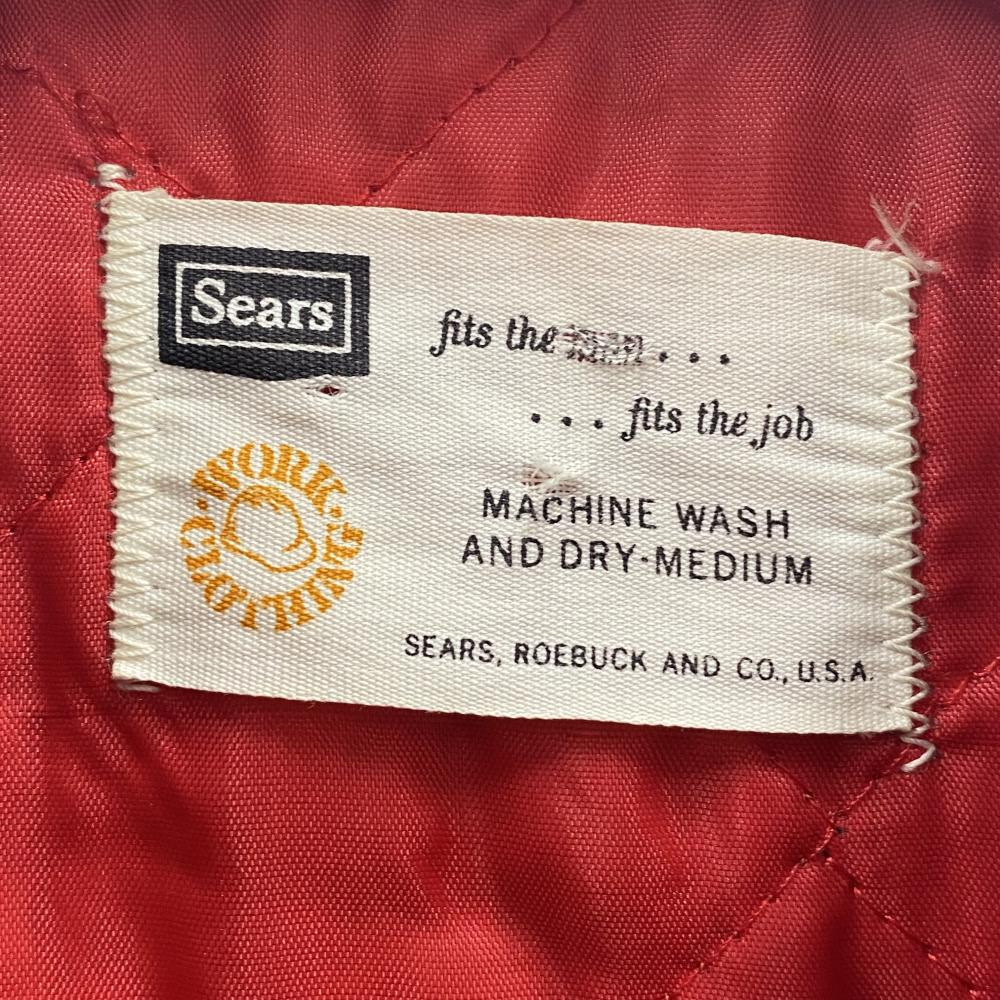 Sears
fits the . . .
. . . fits the job
WORK · CLOTHING ·
MACHINE WASH
AND DRY-MEDIUM
SEARS, ROEBUCK AND CO., U.S.A.